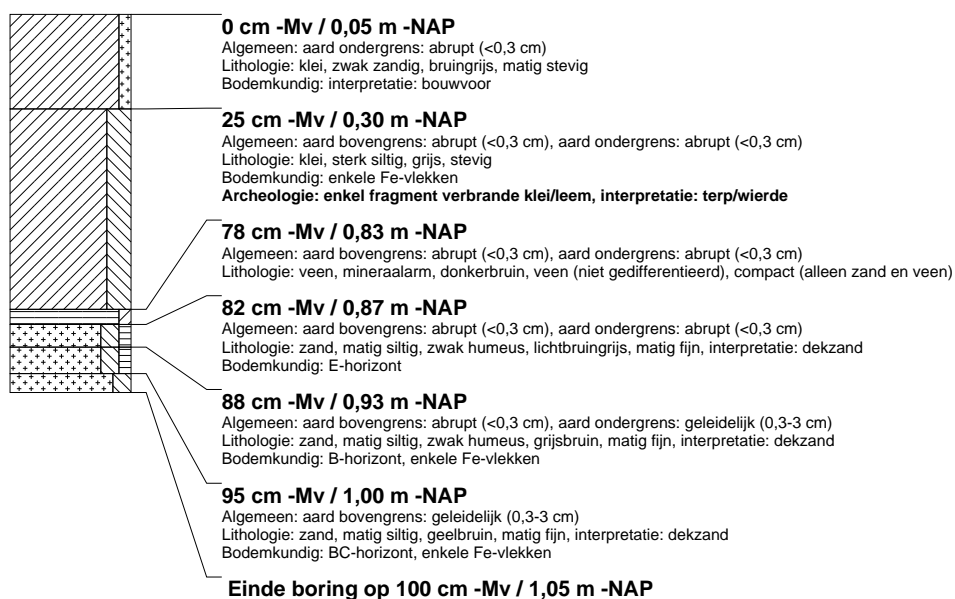 0 cm -Mv / 0,05 m -NAP
Algemeen: aard ondergrens: abrupt (<0,3 cm)
Lithologie: klei, zwak zandig, bruingrijs, matig stevig
Bodemkundig: interpretatie: bouwvoor
25 cm -Mv / 0,30 m -NAP
Algemeen: aard bovengrens: abrupt (<0,3 cm), aard ondergrens: abrupt (<0,3 cm)
Lithologie: klei, sterk siltig, grijs, stevig
Bodemkundig: enkele Fe-vlekken
Archeologie: enkel fragment verbrande klei/leem, interpretatie: terp/wierde
78 cm -Mv / 0,83 m -NAP
Algemeen: aard bovengrens: abrupt (<0,3 cm), aard ondergrens: abrupt (<0,3 cm)
Lithologie: veen, mineraalarm, donkerbruin, veen (niet gedifferentieerd), compact (alleen zand en veen)
82 cm -Mv / 0,87 m -NAP
Algemeen: aard bovengrens: abrupt (<0,3 cm), aard ondergrens: abrupt (<0,3 cm)
Lithologie: zand, matig siltig, zwak humeus, lichtbruingrijs, matig fijn, interpretatie: dekzand
Bodemkundig: E-horizont
88 cm -Mv / 0,93 m -NAP
Algemeen: aard bovengrens: abrupt (<0,3 cm), aard ondergrens: geleidelijk (0,3-3 cm)
Lithologie: zand, matig siltig, zwak humeus, grijsbruin, matig fijn, interpretatie: dekzand
Bodemkundig: B-horizont, enkele Fe-vlekken
95 cm -Mv / 1,00 m -NAP
Algemeen: aard bovengrens: geleidelijk (0,3-3 cm)
Lithologie: zand, matig siltig, geelbruin, matig fijn, interpretatie: dekzand
Bodemkundig: BC-horizont, enkele Fe-vlekken
Einde boring op 100 cm -Mv / 1,05 m -NAP